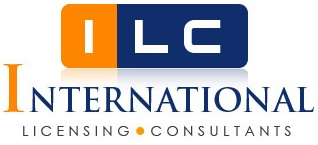 ILC
INTERNATIONAL
LICENSING • CONSULTANTS